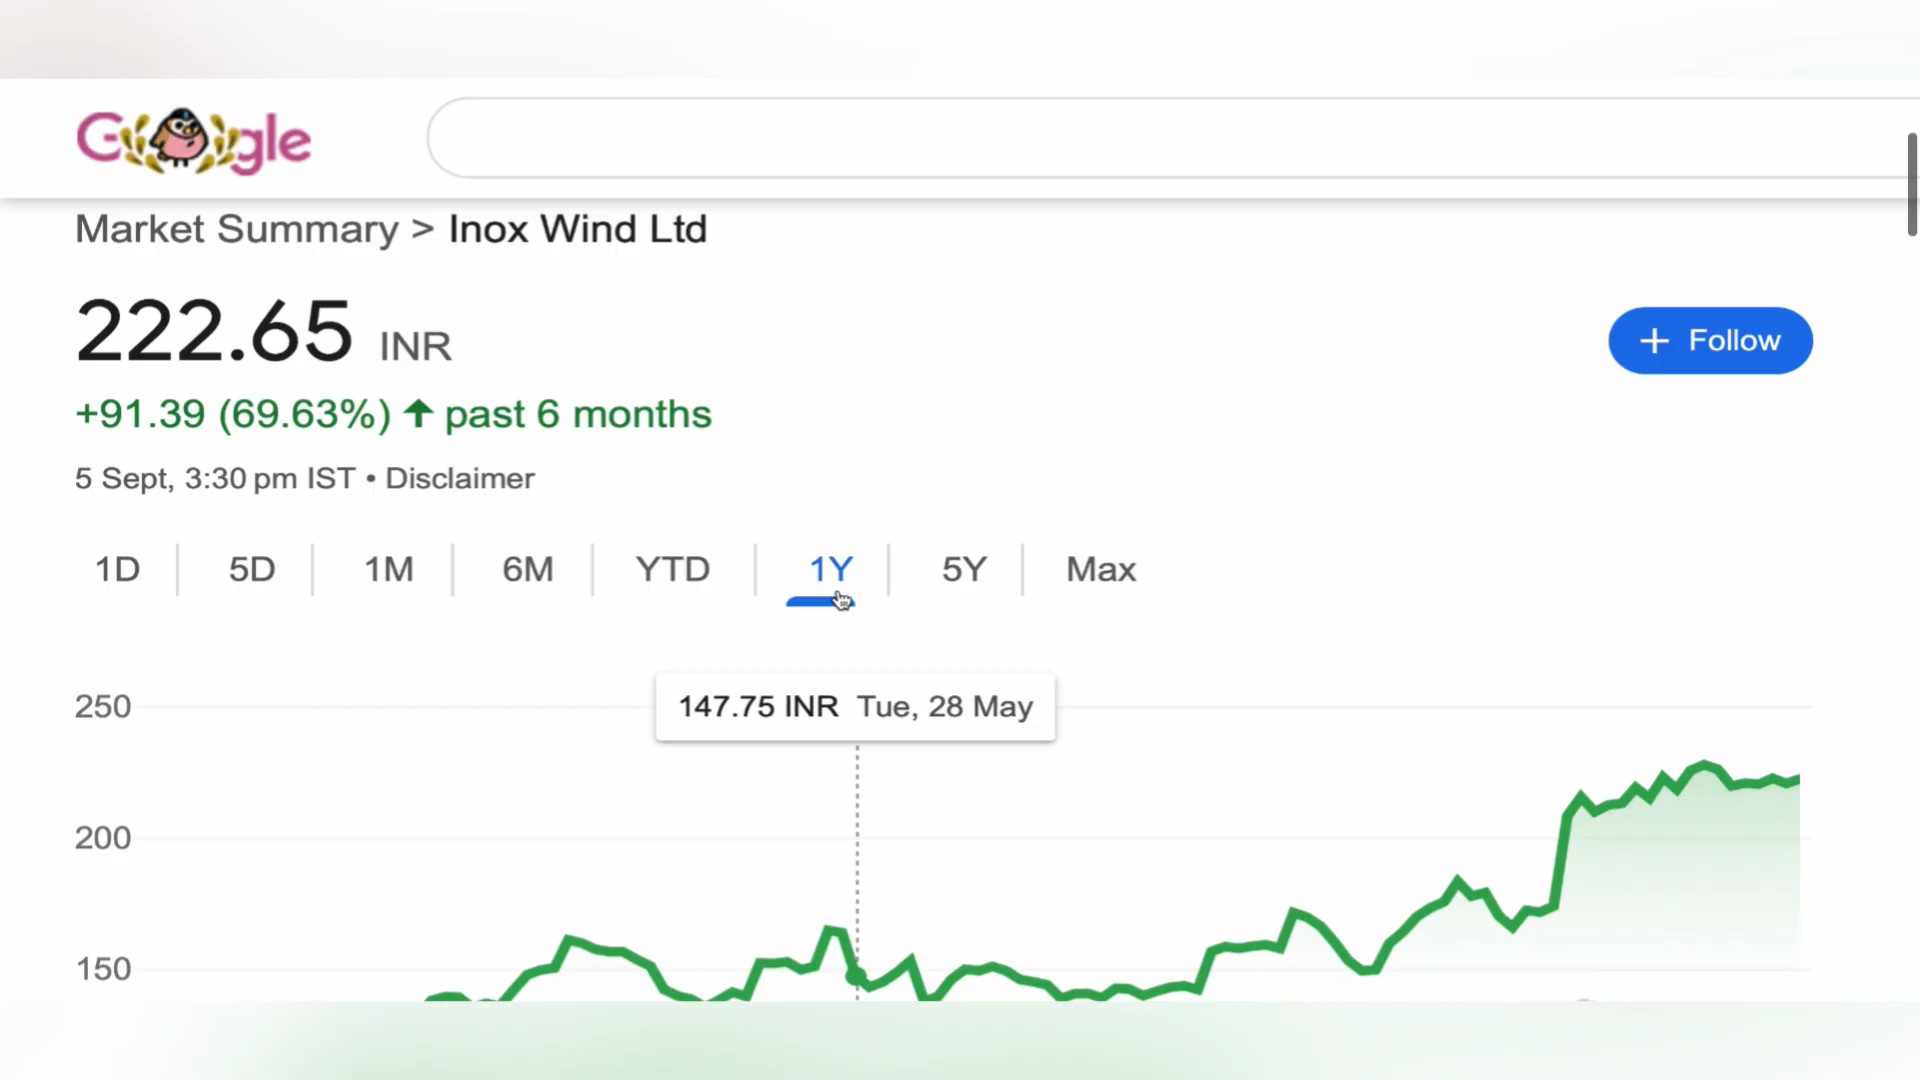 Google
Market Summary > Inox Wind Ltd
222.65 INR
+ Follow
+91.39 (69.63%) ↑ past 6 months
5 Sept, 3:30 pm IST • Disclaimer
1D 5D 1M 6M YTD 1Y 5Y Max
147.75 INR Tue, 28 May
250
200
150